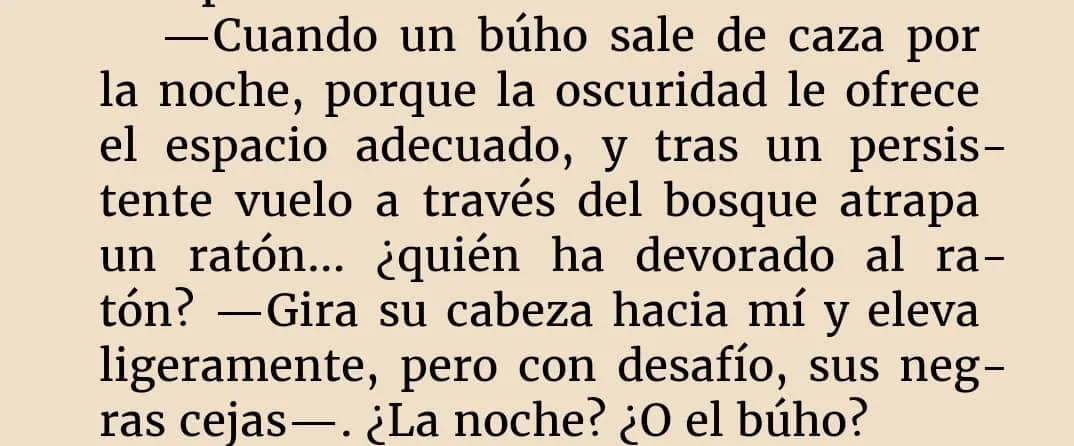 —Cuando un búho sale de caza por
la noche, porque la oscuridad le ofrece
el espacio adecuado, y tras un persis-
tente vuelo a través del bosque atrapa
un ratón... ¿quién ha devorado al ra-
tón? —Gira su cabeza hacia mí y eleva
ligeramente, pero con desafío, sus neg-
ras cejas—. ¿La noche? ¿O el búho?